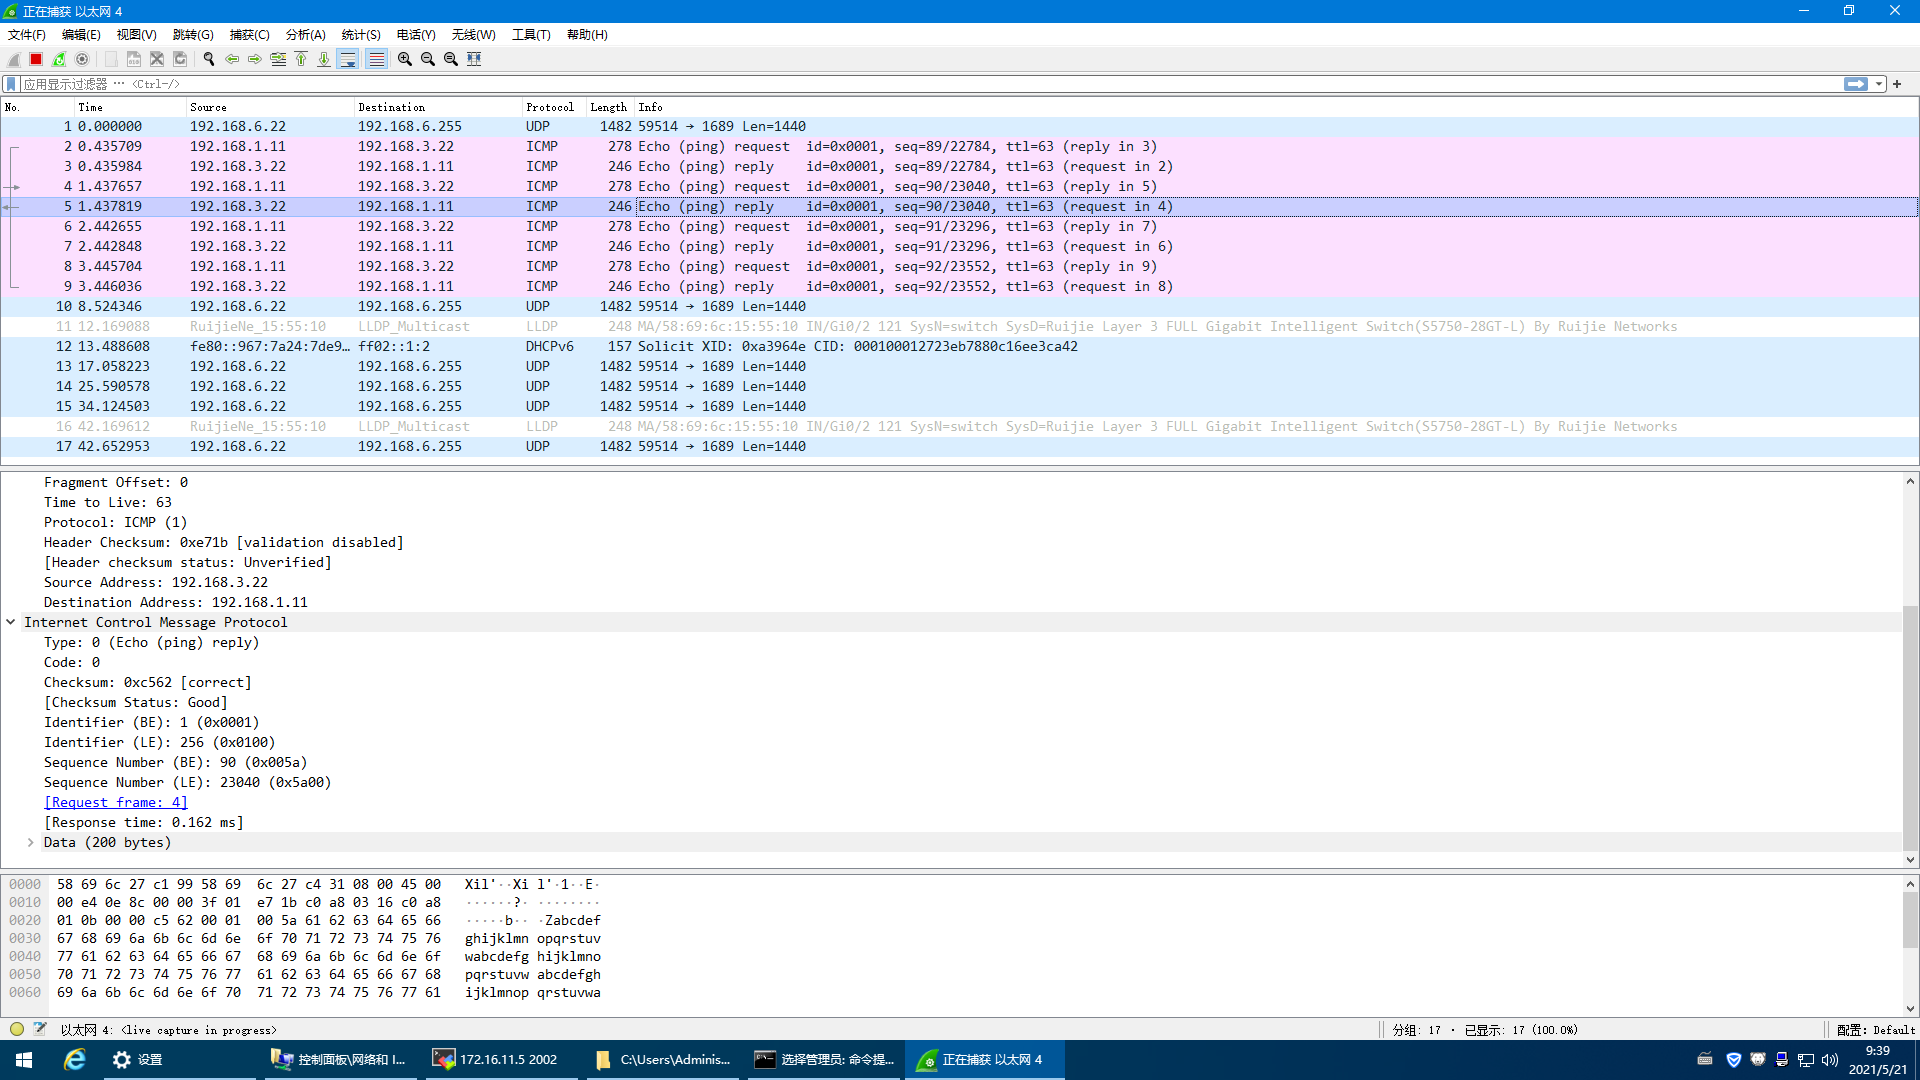 正在捕获 以太网 4
文件(F) 编辑(E) 视图(V) 跳转(G) 捕获(C) 分析(A) 统计(S) 电话(Y) 无线(W) 工具(T) 帮助(H)
应用显示过滤器 … <Ctrl-/>
No. Time Source Destination Protocol Length Info
1 0.000000 192.168.6.22 192.168.6.255 UDP 1482 59514 → 1689 Len=1440
2 0.435709 192.168.1.11 192.168.3.22 ICMP 278 Echo (ping) request id=0x0001, seq=89/22784, ttl=63 (reply in 3)
3 0.435984 192.168.3.22 192.168.1.11 ICMP 246 Echo (ping) reply id=0x0001, seq=89/22784, ttl=63 (request in 2)
4 1.437657 192.168.1.11 192.168.3.22 ICMP 278 Echo (ping) request id=0x0001, seq=90/23040, ttl=63 (reply in 5)
5 1.437819 192.168.3.22 192.168.1.11 ICMP 246 Echo (ping) reply id=0x0001, seq=90/23040, ttl=63 (request in 4)
6 2.442655 192.168.1.11 192.168.3.22 ICMP 278 Echo (ping) request id=0x0001, seq=91/23296, ttl=63 (reply in 7)
7 2.442848 192.168.3.22 192.168.1.11 ICMP 246 Echo (ping) reply id=0x0001, seq=91/23296, ttl=63 (request in 6)
8 3.445704 192.168.1.11 192.168.3.22 ICMP 278 Echo (ping) request id=0x0001, seq=92/23552, ttl=63 (reply in 9)
9 3.446036 192.168.3.22 192.168.1.11 ICMP 246 Echo (ping) reply id=0x0001, seq=92/23552, ttl=63 (request in 8)
10 8.524346 192.168.6.22 192.168.6.255 UDP 1482 59514 → 1689 Len=1440
11 12.169088 RuijieNe_15:55:10 LLDP_Multicast LLDP 248 MA/58:69:6c:15:55:10 IN/Gi0/2 121 SysN=switch SysD=Ruijie Layer 3 FULL Gigabit Intelligent Switch(S5750-28GT-L) By Ruijie Networks
12 13.488608 fe80::967:7a24:7de9… ff02::1:2 DHCPv6 157 Solicit XID: 0xa3964e CID: 000100012723eb7880c16ee3ca42
13 17.058223 192.168.6.22 192.168.6.255 UDP 1482 59514 → 1689 Len=1440
14 25.590578 192.168.6.22 192.168.6.255 UDP 1482 59514 → 1689 Len=1440
15 34.124503 192.168.6.22 192.168.6.255 UDP 1482 59514 → 1689 Len=1440
16 42.169612 RuijieNe_15:55:10 LLDP_Multicast LLDP 248 MA/58:69:6c:15:55:10 IN/Gi0/2 121 SysN=switch SysD=Ruijie Layer 3 FULL Gigabit Intelligent Switch(S5750-28GT-L) By Ruijie Networks
17 42.652953 192.168.6.22 192.168.6.255 UDP 1482 59514 → 1689 Len=1440
Fragment Offset: 0
Time to Live: 63
Protocol: ICMP (1)
Header Checksum: 0xe71b [validation disabled]
[Header checksum status: Unverified]
Source Address: 192.168.3.22
Destination Address: 192.168.1.11
Internet Control Message Protocol
Type: 0 (Echo (ping) reply)
Code: 0
Checksum: 0xc562 [correct]
[Checksum Status: Good]
Identifier (BE): 1 (0x0001)
Identifier (LE): 256 (0x0100)
Sequence Number (BE): 90 (0x005a)
Sequence Number (LE): 23040 (0x5a00)
[Request frame: 4]
[Response time: 0.162 ms]
Data (200 bytes)
0000 58 69 6c 27 c1 99 58 69 6c 27 c4 31 08 00 45 00 Xil'··Xi l'·1··E·
0010 00 e4 0e 8c 00 00 3f 01 e7 1b c0 a8 03 16 c0 a8 ······?· ········
0020 01 0b 00 00 c5 62 00 01 00 5a 61 62 63 64 65 66 ·····b·· ·Zabcdef
0030 67 68 69 6a 6b 6c 6d 6e 6f 70 71 72 73 74 75 76 ghijklmn opqrstuv
0040 77 61 62 63 64 65 66 67 68 69 6a 6b 6c 6d 6e 6f wabcdefg hijklmno
0050 70 71 72 73 74 75 76 77 61 62 63 64 65 66 67 68 pqrstuvw abcdefgh
0060 69 6a 6b 6c 6d 6e 6f 70 71 72 73 74 75 76 77 61 ijklmnop qrstuvwa
以太网 4: <live capture in progress> 分组: 17 · 已显示: 17 (100.0%) 配置: Default
设置 控制面板\网络和 I... 172.16.11.5 2002 C:\Users\Adminis... 选择管理员: 命令提... 正在捕获 以太网 4
9:39
2021/5/21